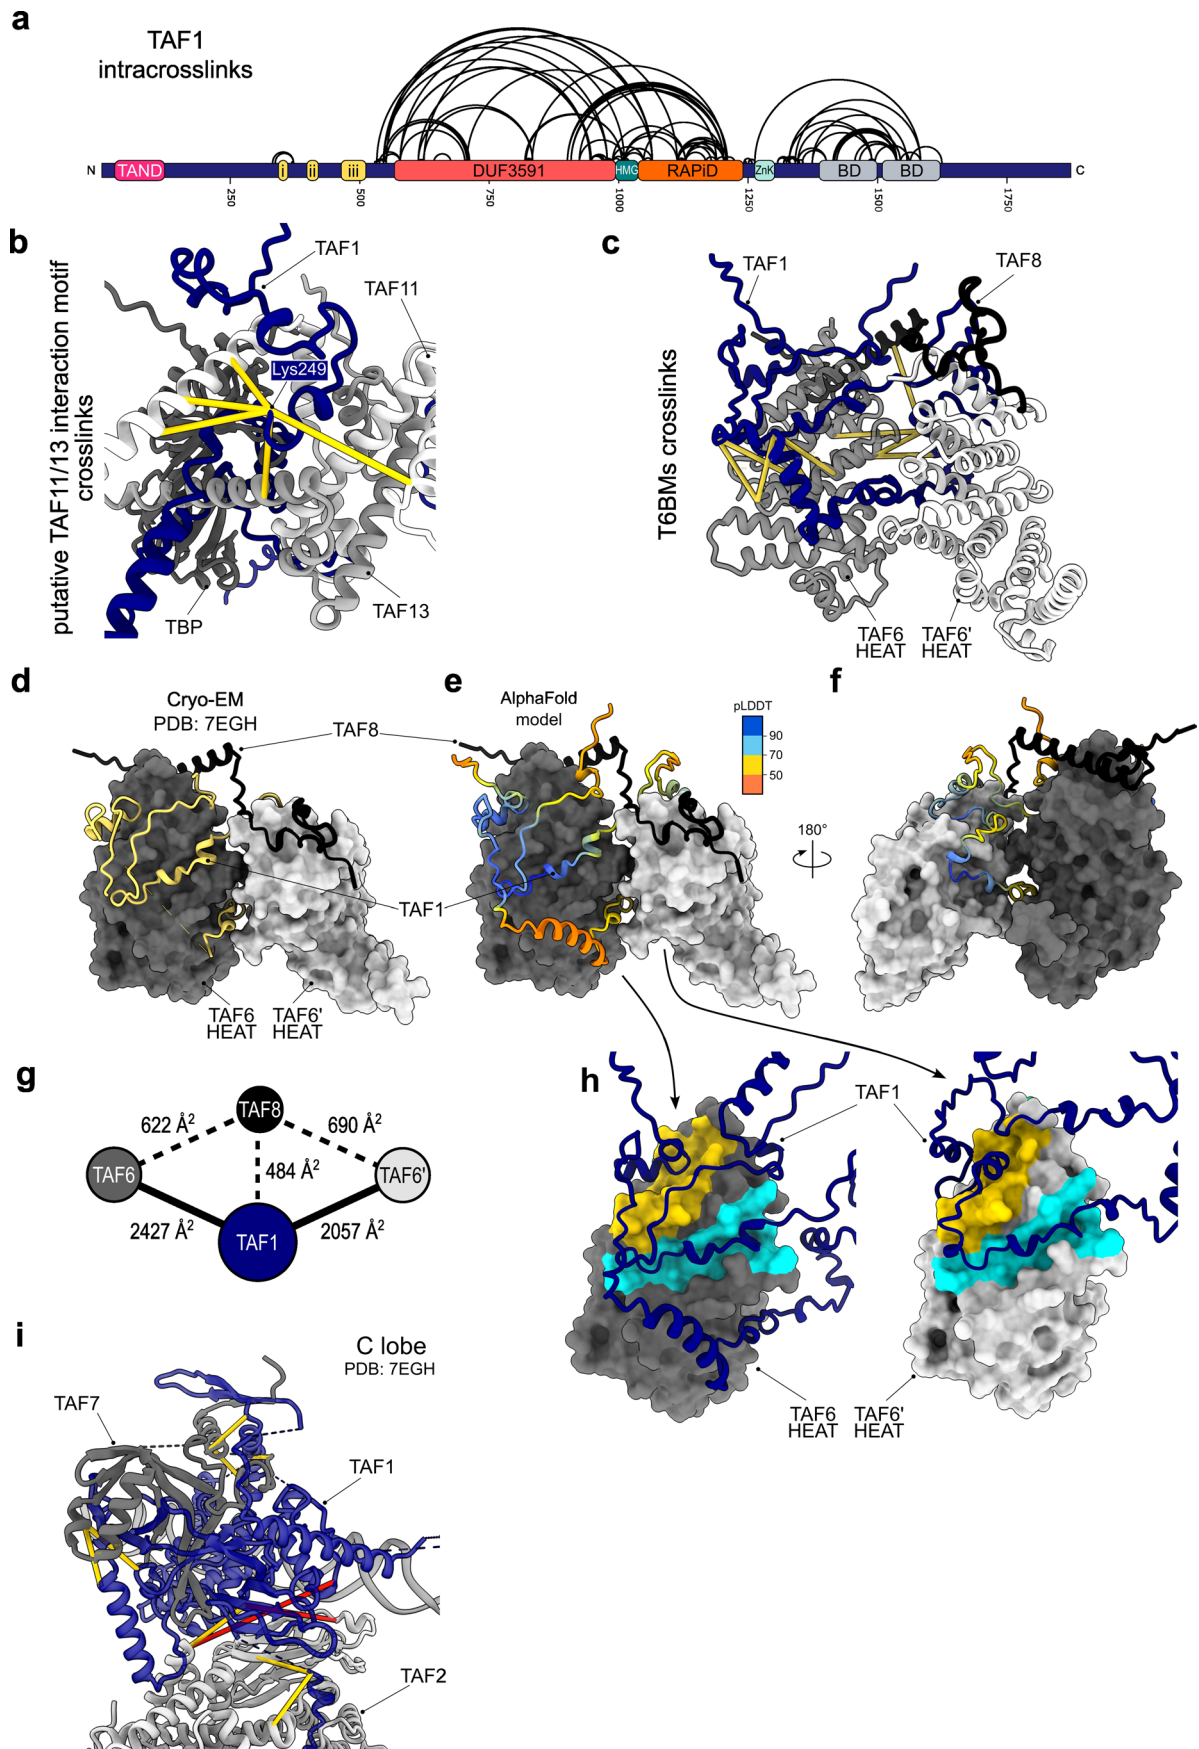 a
TAF1
intracrosslinks
N
TAND
i
ii
iii
DUF3591
HMG
RAPiD
ZnK
BD
BD
C
250
500
750
1000
1250
1500
1750
b
putative TAF11/13 interaction motif
crosslinks
TAF1
TAF11
Lys249
TBP
TAF13
c
T6BMs crosslinks
TAF1
TAF8
TAF6
HEAT
TAF6'
HEAT
d
Cryo-EM
PDB: 7EGH
TAF8
TAF1
TAF6
HEAT
TAF6'
HEAT
e
AlphaFold
model
pLDDT
90
70
50
180°
f
g
TAF8
622 Å²
690 Å²
TAF6
484 Å²
TAF6'
2427 Å²
TAF1
2057 Å²
h
TAF1
TAF6
HEAT
TAF6'
HEAT
i
C lobe
PDB: 7EGH
TAF7
TAF1
TAF2